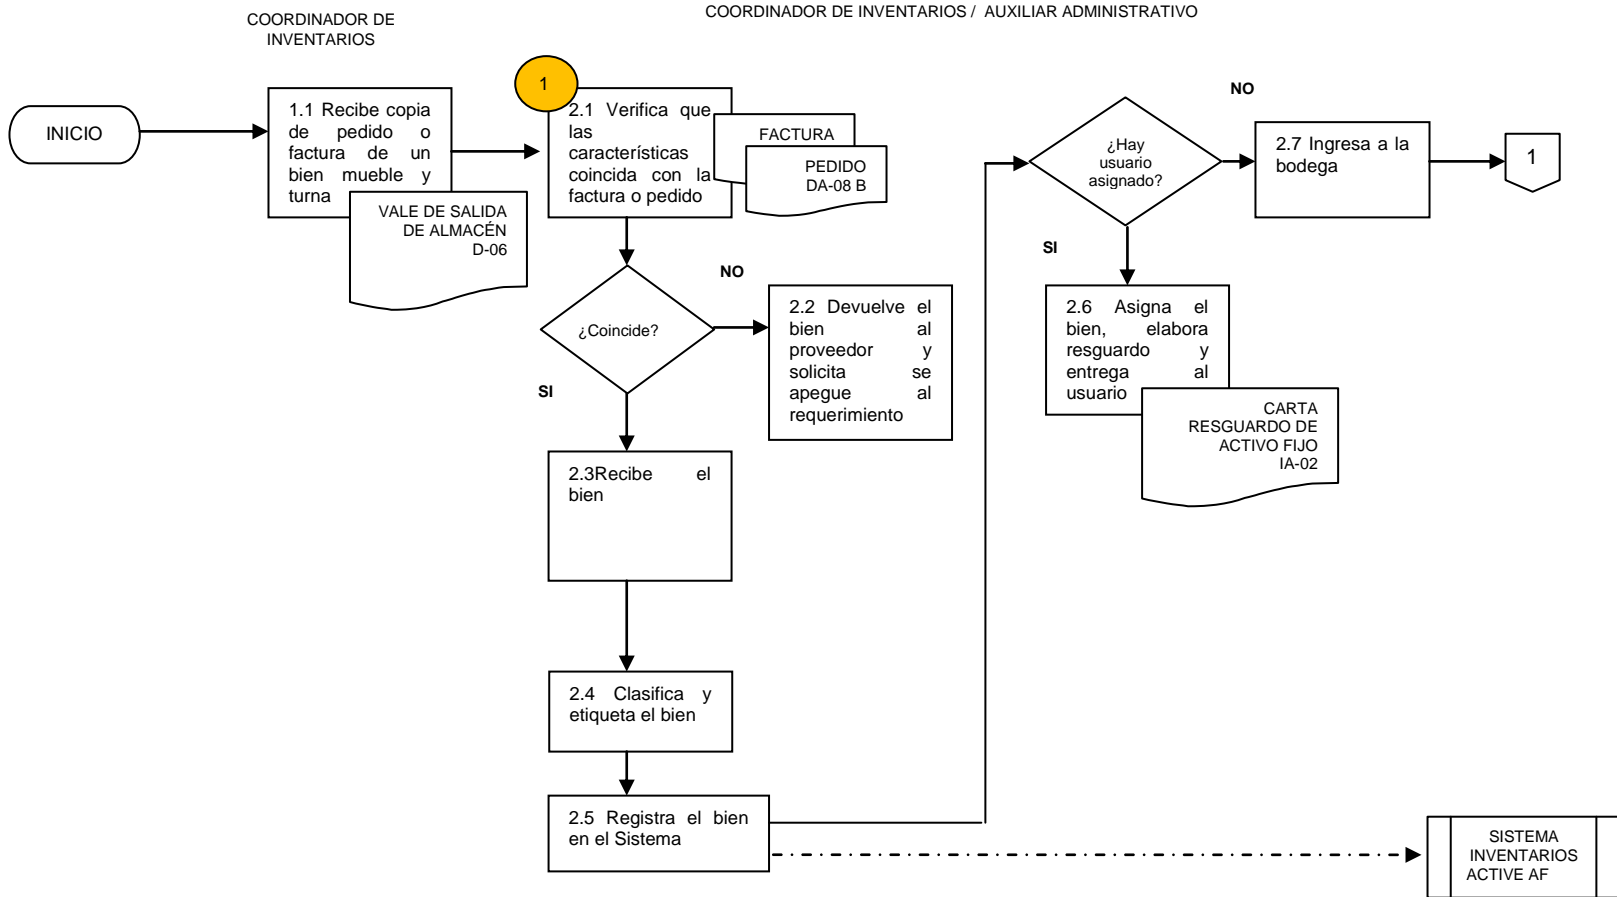 COORDINADOR DE
INVENTARIOS
COORDINADOR DE INVENTARIOS / AUXILIAR ADMINISTRATIVO
INICIO
1.1 Recibe copia
de pedido o
factura de un
bien mueble y
turna
VALE DE SALIDA
DE ALMACÉN
D-06
1
2.1 Verifica que
las
características
coincida con la
factura o pedido
FACTURA
PEDIDO
DA-08 B
¿Coincide?
NO
SI
2.2 Devuelve el
bien al
proveedor y
solicita se
apegue al
requerimiento
2.3Recibe el
bien
2.4 Clasifica y
etiqueta el bien
2.5 Registra el bien
en el Sistema
¿Hay
usuario
asignado?
NO
SI
2.7 Ingresa a la
bodega
1
2.6 Asigna el
bien, elabora
resguardo y
entrega al
usuario
CARTA
RESGUARDO DE
ACTIVO FIJO
IA-02
SISTEMA
INVENTARIOS
ACTIVE AF